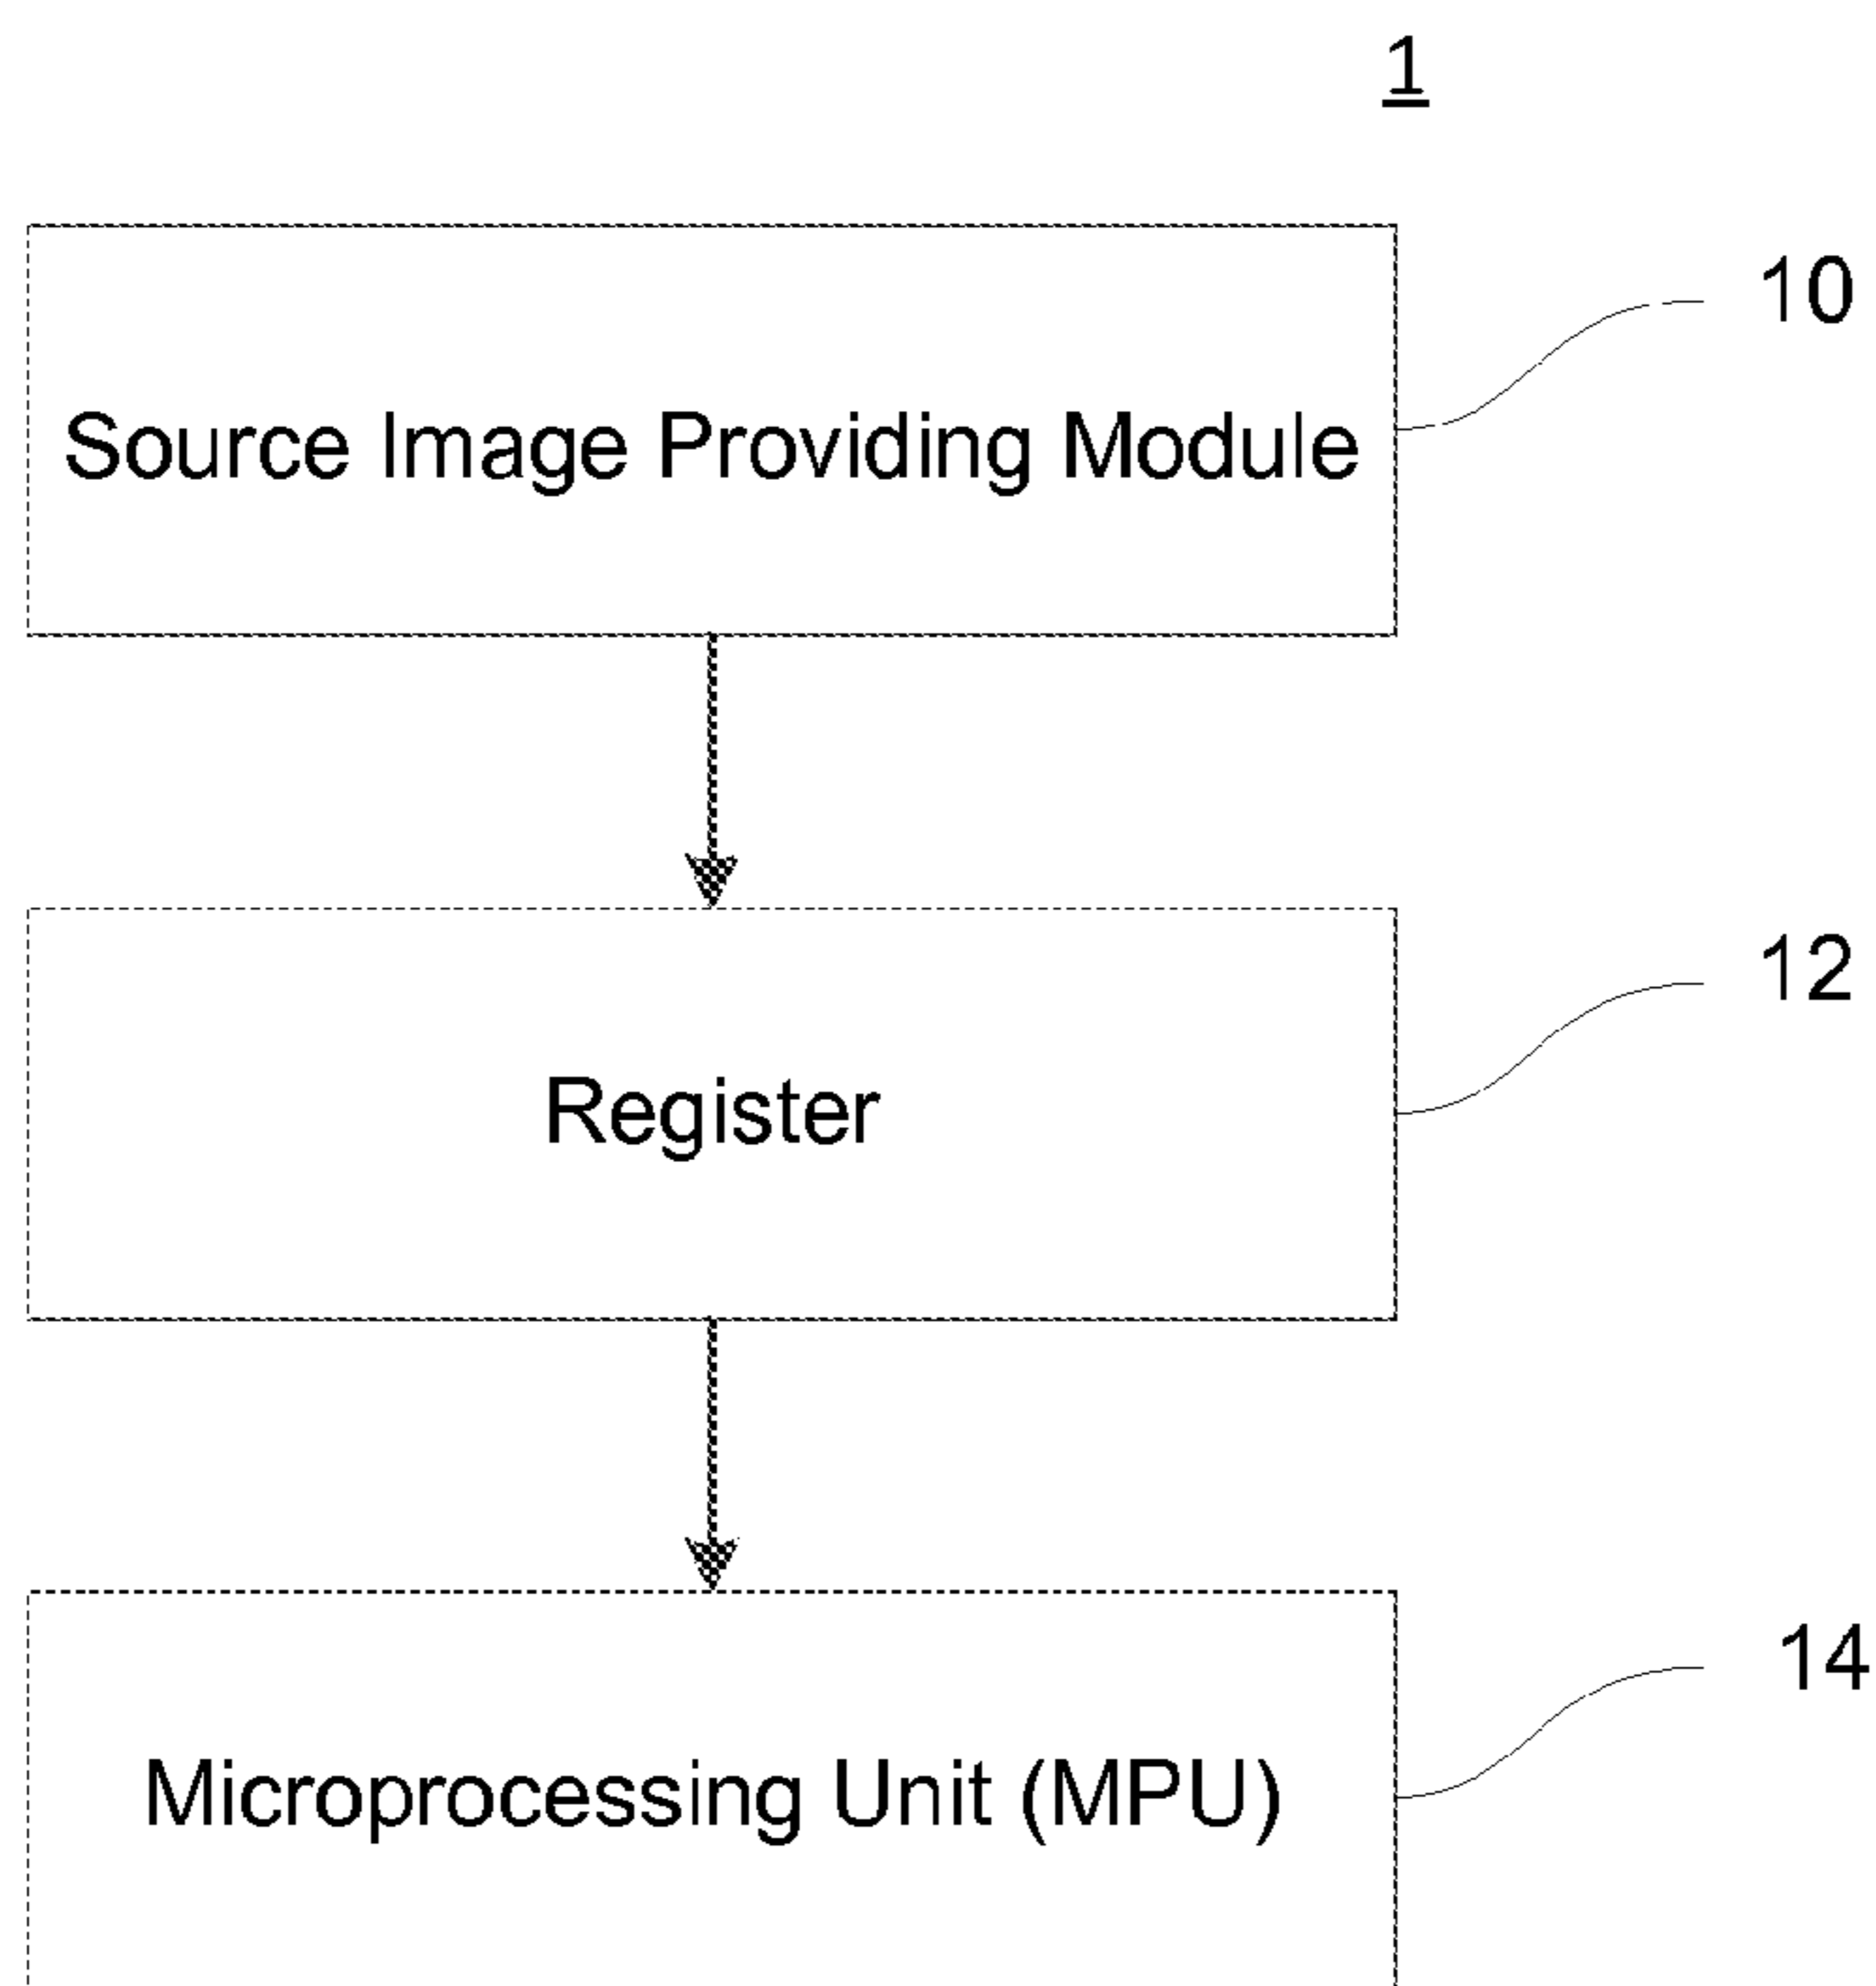 1
10
Source Image Providing Module
12
Register
14
Microprocessing Unit (MPU)